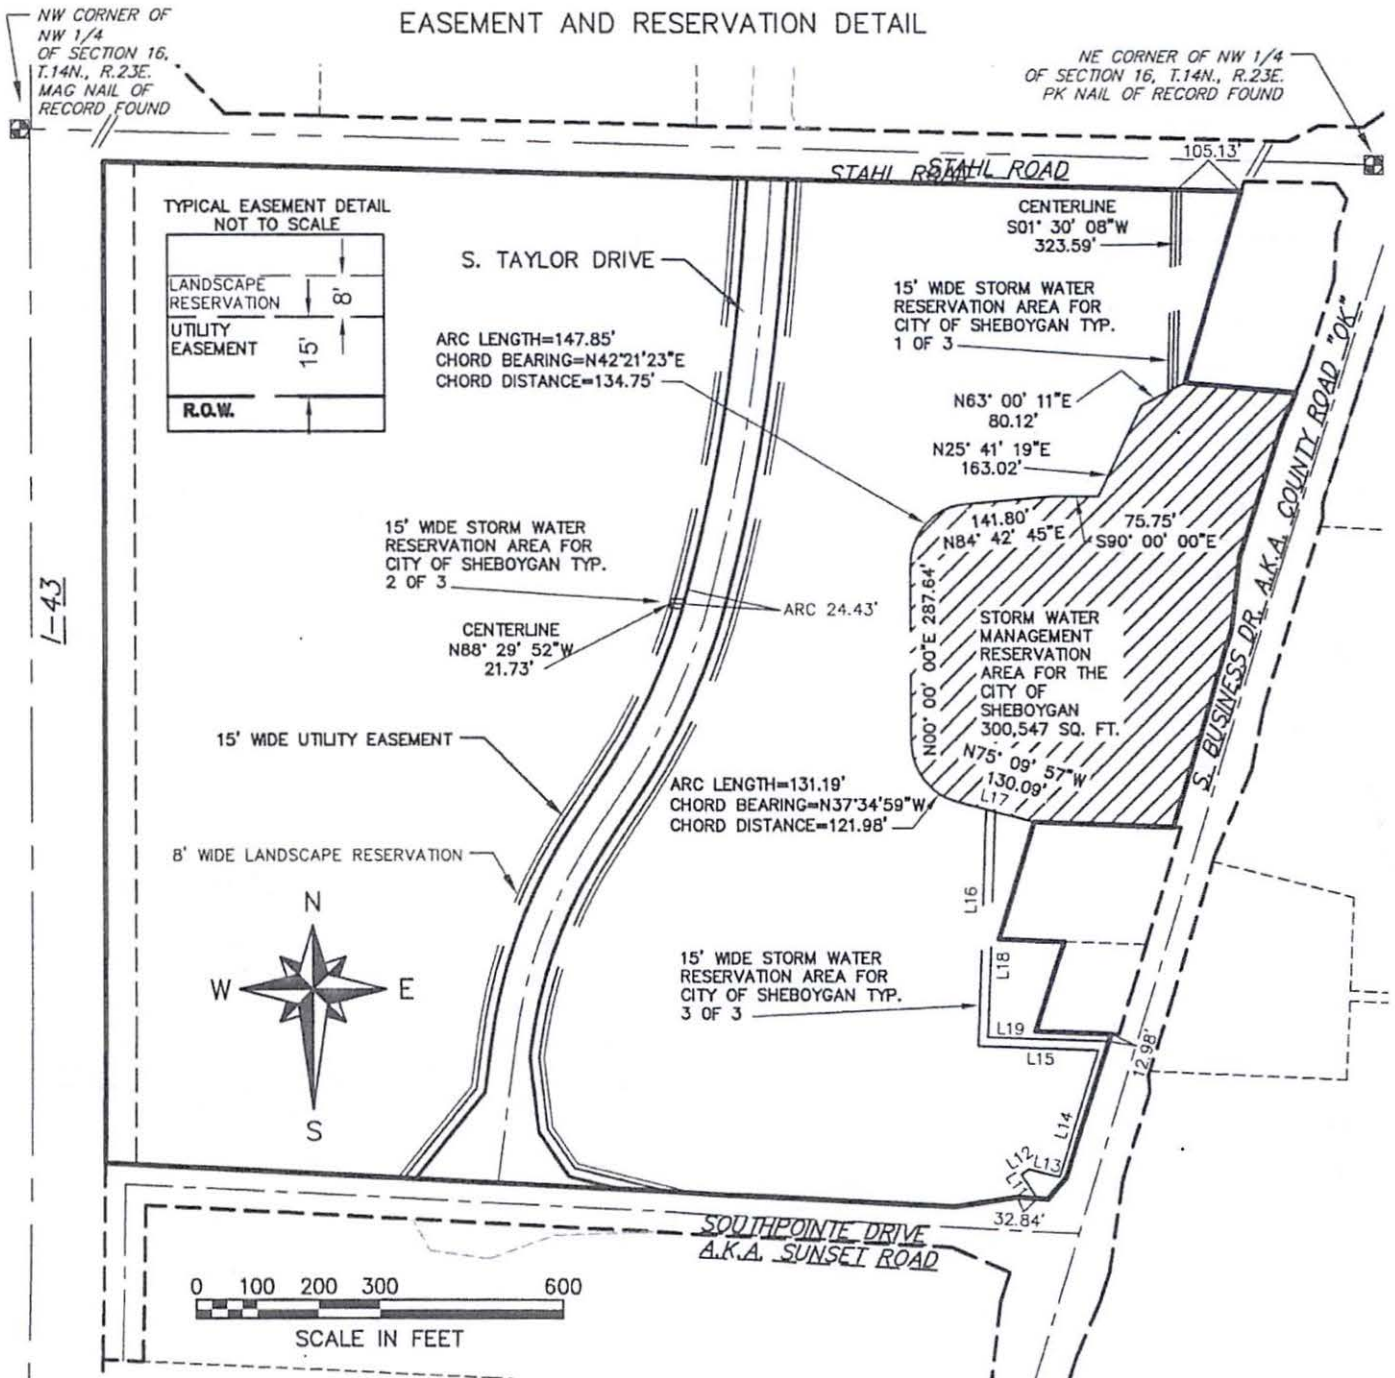 EASEMENT AND RESERVATION DETAIL
NW CORNER OF
NW 1/4
OF SECTION 16,
T.14N., R.23E.
MAG NAIL OF
RECORD FOUND
NE CORNER OF NW 1/4
OF SECTION 16, T.14N., R.23E.
PK NAIL OF RECORD FOUND
105.13'
STAHL ROAD
STAHL ROAD
TYPICAL EASEMENT DETAIL
NOT TO SCALE
LANDSCAPE
RESERVATION
8'
UTILITY
EASEMENT
15'
R.O.W.
CENTERLINE
S01° 30' 08"W
323.59'
S. TAYLOR DRIVE
15' WIDE STORM WATER
RESERVATION AREA FOR
CITY OF SHEBOYGAN TYP.
1 OF 3
ARC LENGTH=147.85'
CHORD BEARING=N42°21'23"E
CHORD DISTANCE=134.75'
N63° 00' 11"E
80.12'
N25° 41' 19"E
163.02'
S. BUSINESS DR. A.K.A. COUNTY ROAD "OK"
141.80'
N84° 42' 45"E
75.75'
S90° 00' 00"E
15' WIDE STORM WATER
RESERVATION AREA FOR
CITY OF SHEBOYGAN TYP.
2 OF 3
ARC 24.43'
I-43
CENTERLINE
N88° 29' 52"W
21.73'
N00° 00' 00"E 287.64'
STORM WATER
MANAGEMENT
RESERVATION
AREA FOR THE
CITY OF
SHEBOYGAN
300,547 SQ. FT.
15' WIDE UTILITY EASEMENT
N75° 09' 57"W
130.09'
ARC LENGTH=131.19'
CHORD BEARING=N37°34'59"W
CHORD DISTANCE=121.98'
L17
8' WIDE LANDSCAPE RESERVATION
L16
N
W
E
S
15' WIDE STORM WATER
RESERVATION AREA FOR
CITY OF SHEBOYGAN TYP.
3 OF 3
L18
L19
L15
12.98'
L14
L12
L13
L11
32.84'
SOUTHPOINTE DRIVE
A.K.A. SUNSET ROAD
0 100 200 300 600
SCALE IN FEET